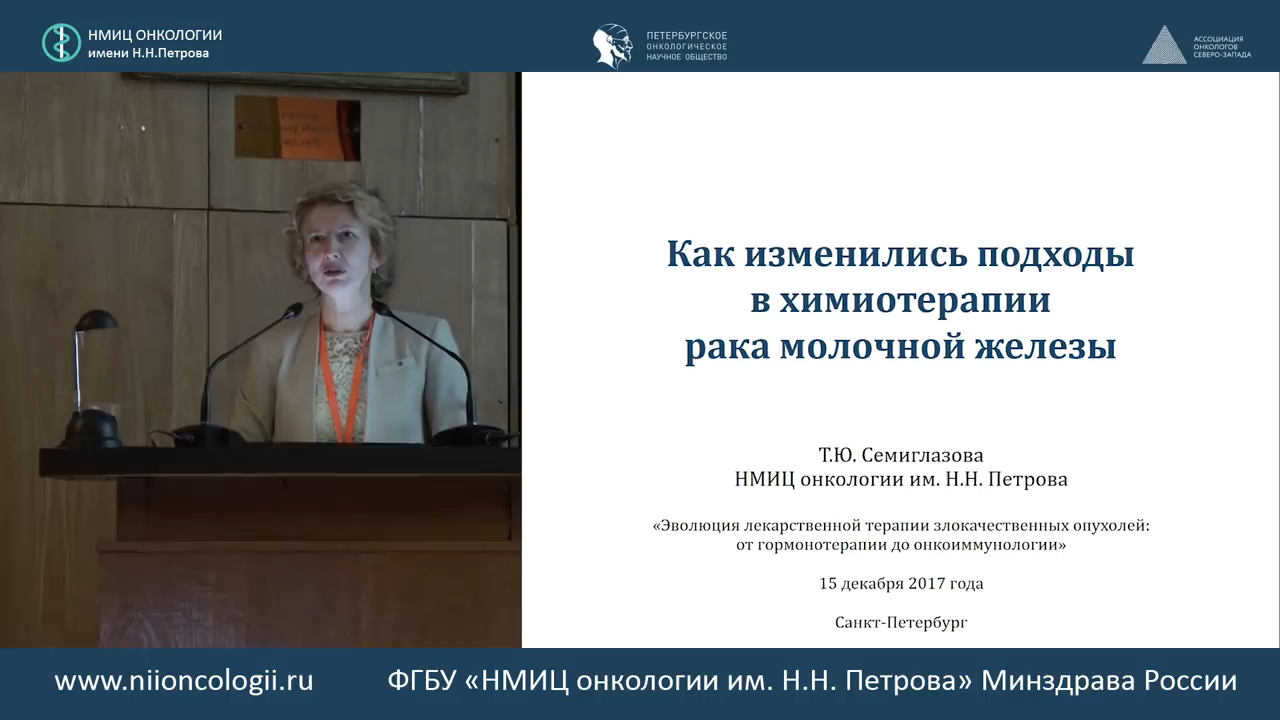 НМИЦ ОНКОЛОГИИ
имени Н.Н.Петрова
ПЕТЕРБУРГСКОЕ
ОНКОЛОГИЧЕСКОЕ
НАУЧНОЕ ОБЩЕСТВО
АССОЦИАЦИЯ
ОНКОЛОГОВ
СЕВЕРО-ЗАПАДА
Как изменились подходы
в химиотерапии
рака молочной железы
Т.Ю. Семиглазова
НМИЦ онкологии им. Н.Н. Петрова
«Эволюция лекарственной терапии злокачественных опухолей:
от гормонотерапии до онкоиммунологии»
15 декабря 2017 года
Санкт-Петербург
www.niioncologii.ru
ФГБУ «НМИЦ онкологии им. Н.Н. Петрова» Минздрава России